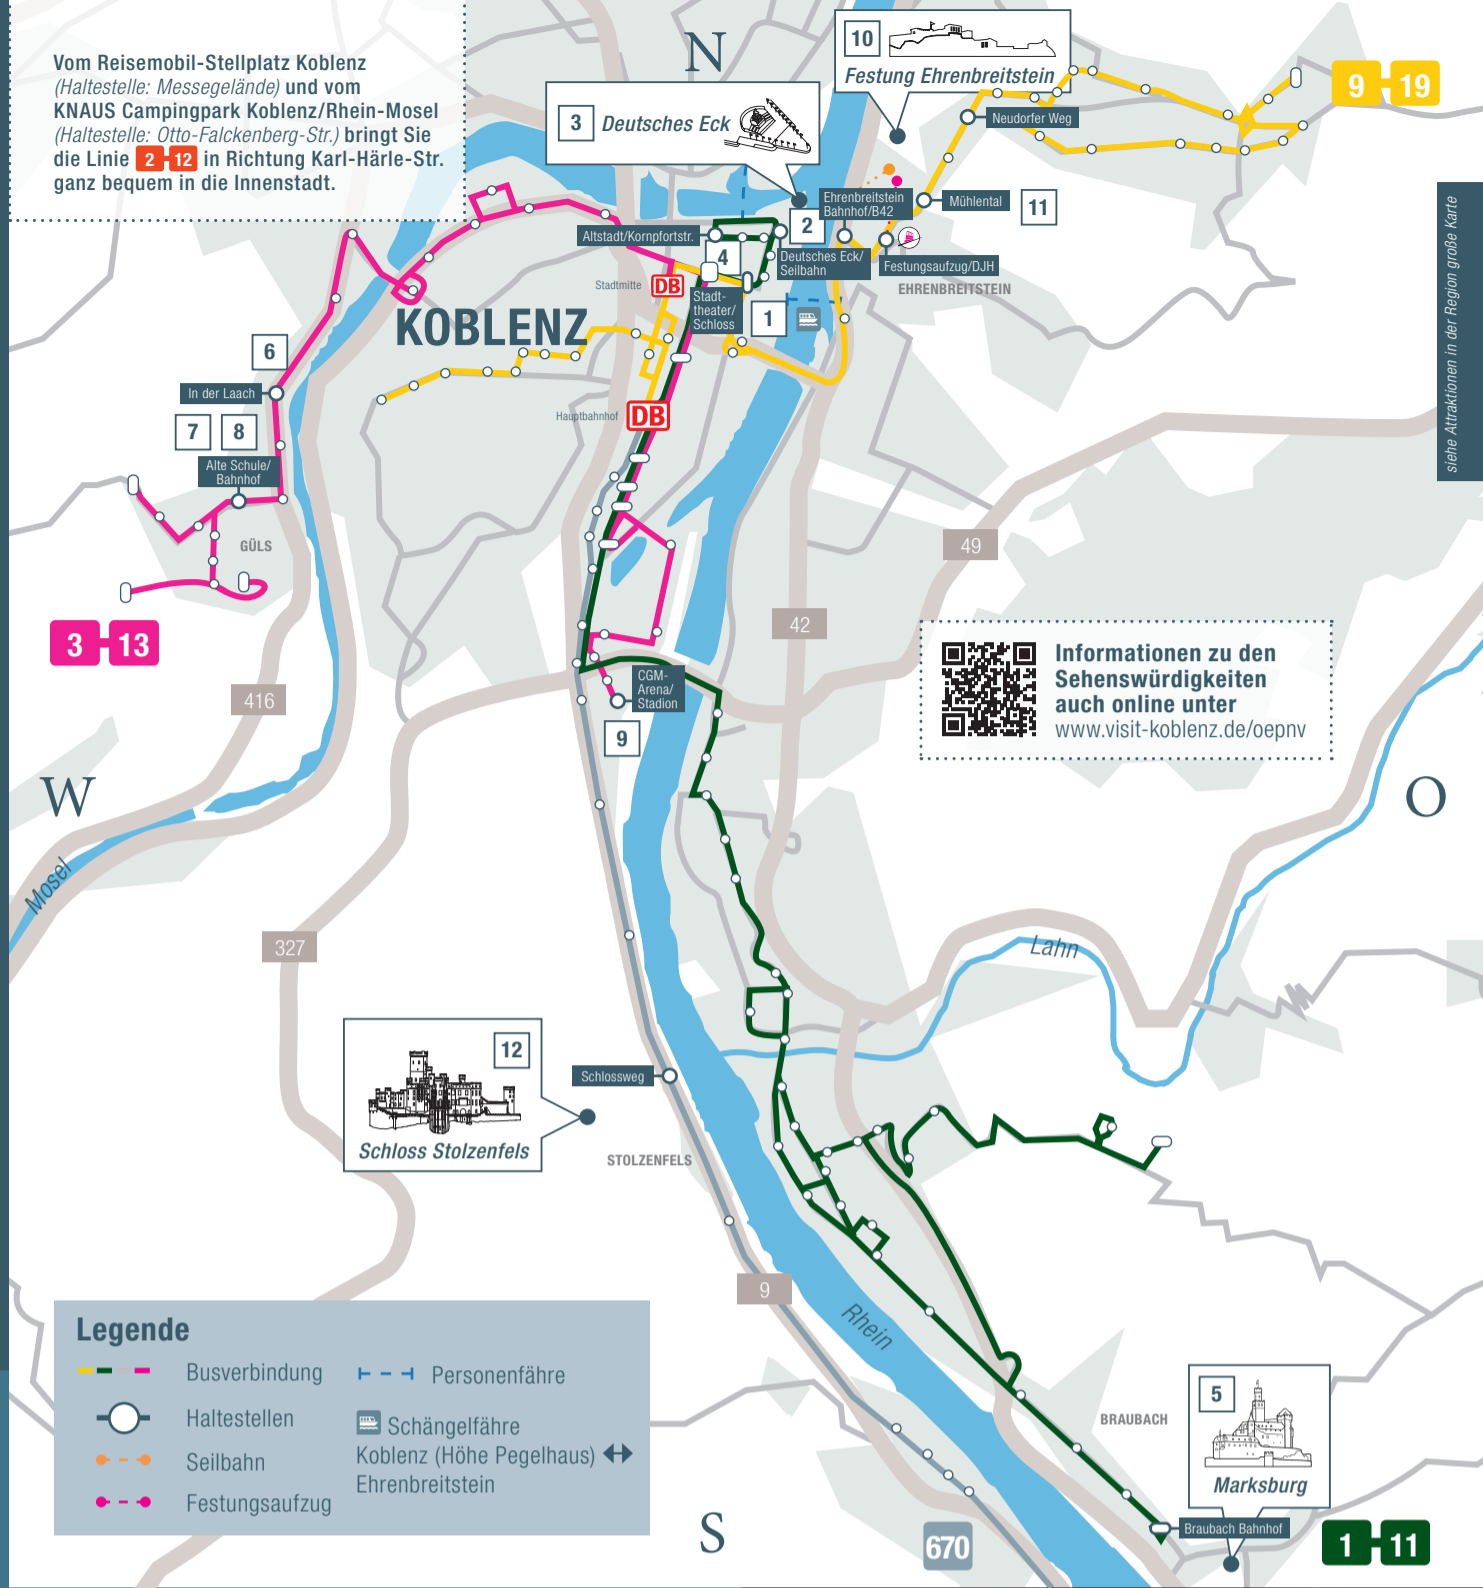 Vom Reisemobil-Stellplatz Koblenz
(Haltestelle: Messegelände) und vom
KNAUS Campingpark Koblenz/Rhein-Mosel
(Haltestelle: Otto-Falckenberg-Str.) bringt Sie
die Linie 2 12 in Richtung Karl-Härle-Str.
ganz bequem in die Innenstadt.
N
10
Festung Ehrenbreitstein
3 Deutsches Eck
9 19
Neudorfer Weg
Ehrenbreitstein
Bahnhof/B42
Mühlental
11
2
Altstadt/Kornpfortstr.
4
Deutsches Eck/
Seilbahn
Festungsaufzug/DJH
EHRENBREITSTEIN
Stadtmitte
DB
Stadt-
theater/
Schloss
1
KOBLENZ
6
In der Laach
7 8
Alte Schule/
Bahnhof
GÜLS
3 13
Hauptbahnhof
DB
siehe Attraktionen in der Region große Karte
49
42
416
CGM-
Arena/
Stadion
9
Informationen zu den
Sehenswürdigkeiten
auch online unter
www.visit-koblenz.de/oepnv
W
O
Mosel
327
Lahn
12
Schloss Stolzenfels
Schlossweg
STOLZENFELS
9
Rhein
Legende
Busverbindung
Haltestellen
Seilbahn
Festungsaufzug
Personenfähre
Schängelfähre
Koblenz (Höhe Pegelhaus)
Ehrenbreitstein
S
670
BRAUBACH
5
Marksburg
Braubach Bahnhof
1 11